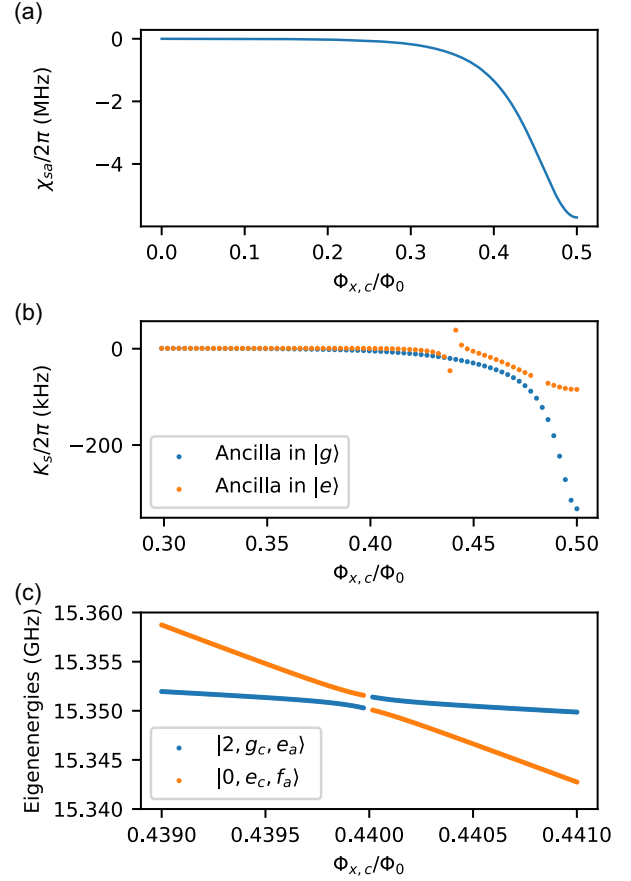 (a)
0
−2
−4
χsa/2π (MHz)
0.0 0.1 0.2 0.3 0.4 0.5
Φx,c/Φ0
(b)
0
−200
Ks/2π (kHz)
Ancilla in |g⟩
Ancilla in |e⟩
0.30 0.35 0.40 0.45 0.50
Φx,c/Φ0
(c)
15.360
15.355
15.350
15.345
15.340
Eigenenergies (GHz)
|2, gc, ea⟩
|0, ec, fa⟩
0.4390 0.4395 0.4400 0.4405 0.4410
Φx,c/Φ0